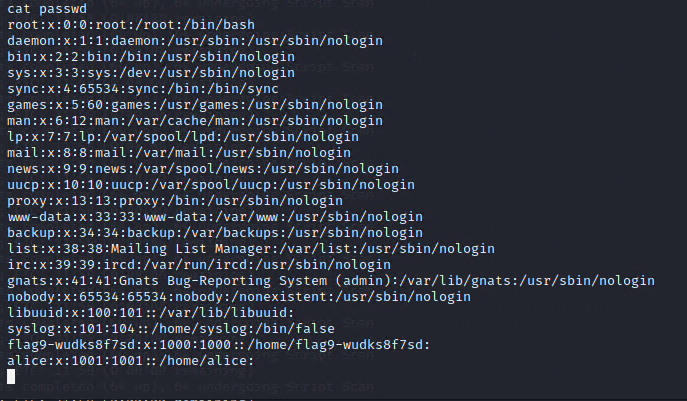 cat passwd
root:x:0:0:root:/root:/bin/bash
daemon:x:1:1:daemon:/usr/sbin:/usr/sbin/nologin
bin:x:2:2:bin:/bin:/usr/sbin/nologin
sys:x:3:3:sys:/dev:/usr/sbin/nologin
sync:x:4:65534:sync:/bin:/bin/sync
games:x:5:60:games:/usr/games:/usr/sbin/nologin
man:x:6:12:man:/var/cache/man:/usr/sbin/nologin
lp:x:7:7:lp:/var/spool/lpd:/usr/sbin/nologin
mail:x:8:8:mail:/var/mail:/usr/sbin/nologin
news:x:9:9:news:/var/spool/news:/usr/sbin/nologin
uucp:x:10:10:uucp:/var/spool/uucp:/usr/sbin/nologin
proxy:x:13:13:proxy:/bin:/usr/sbin/nologin
www-data:x:33:33:www-data:/var/www:/usr/sbin/nologin
backup:x:34:34:backup:/var/backups:/usr/sbin/nologin
list:x:38:38:Mailing List Manager:/var/list:/usr/sbin/nologin
irc:x:39:39:ircd:/var/run/ircd:/usr/sbin/nologin
gnats:x:41:41:Gnats Bug-Reporting System (admin):/var/lib/gnats:/usr/sbin/nologin
nobody:x:65534:65534:nobody:/nonexistent:/usr/sbin/nologin
libuuid:x:100:101::/var/lib/libuuid:
syslog:x:101:104::/home/syslog:/bin/false
flag9-wudks8f7sd:x:1000:1000::/home/flag9-wudks8f7sd:
alice:x:1001:1001::/home/alice: